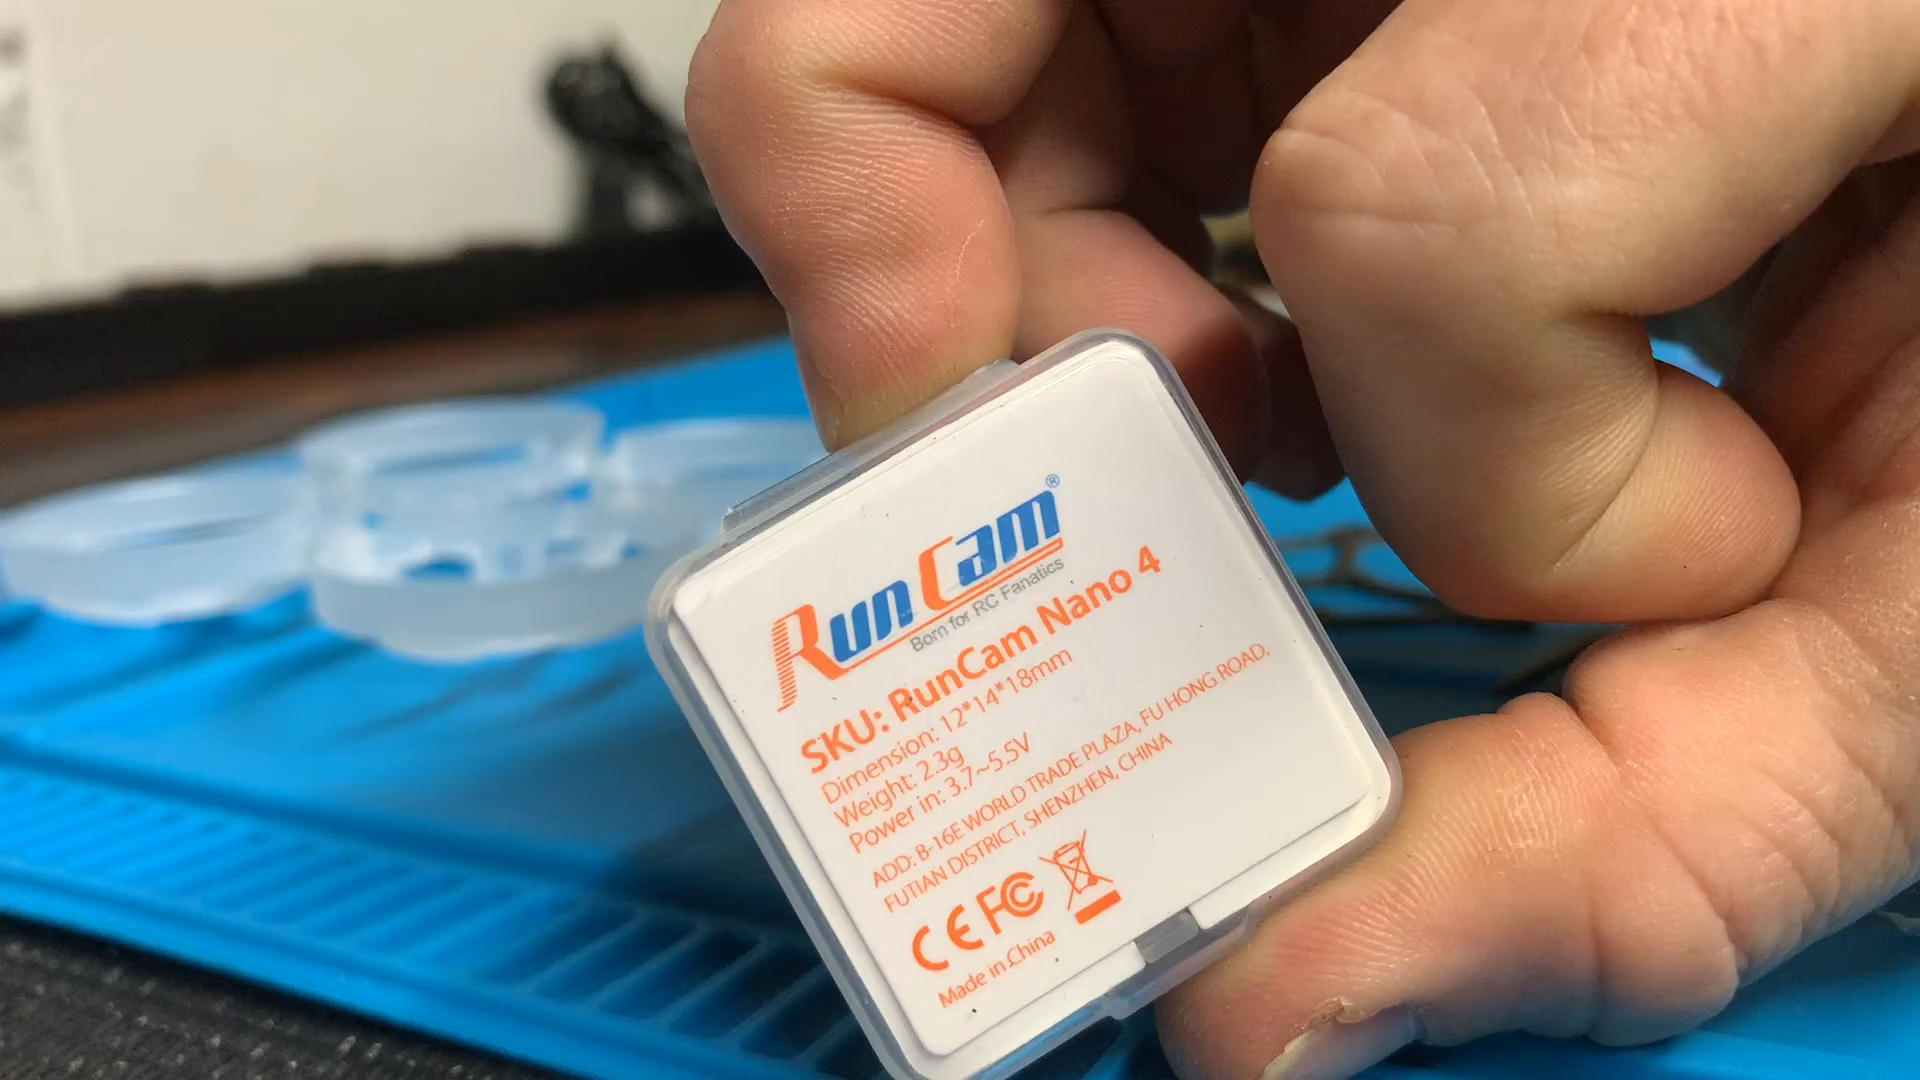 RunCam®
Born for RC Fanatics
SKU: RunCam Nano 4
Dimension: 12*14*18mm
Weight: 2.3g
Power in: 3.7~5.5V
ADD: B-16E WORLD TRADE PLAZA, FU HONG ROAD,
FUTIAN DISTRICT, SHENZHEN, CHINA
CE FC
Made in China